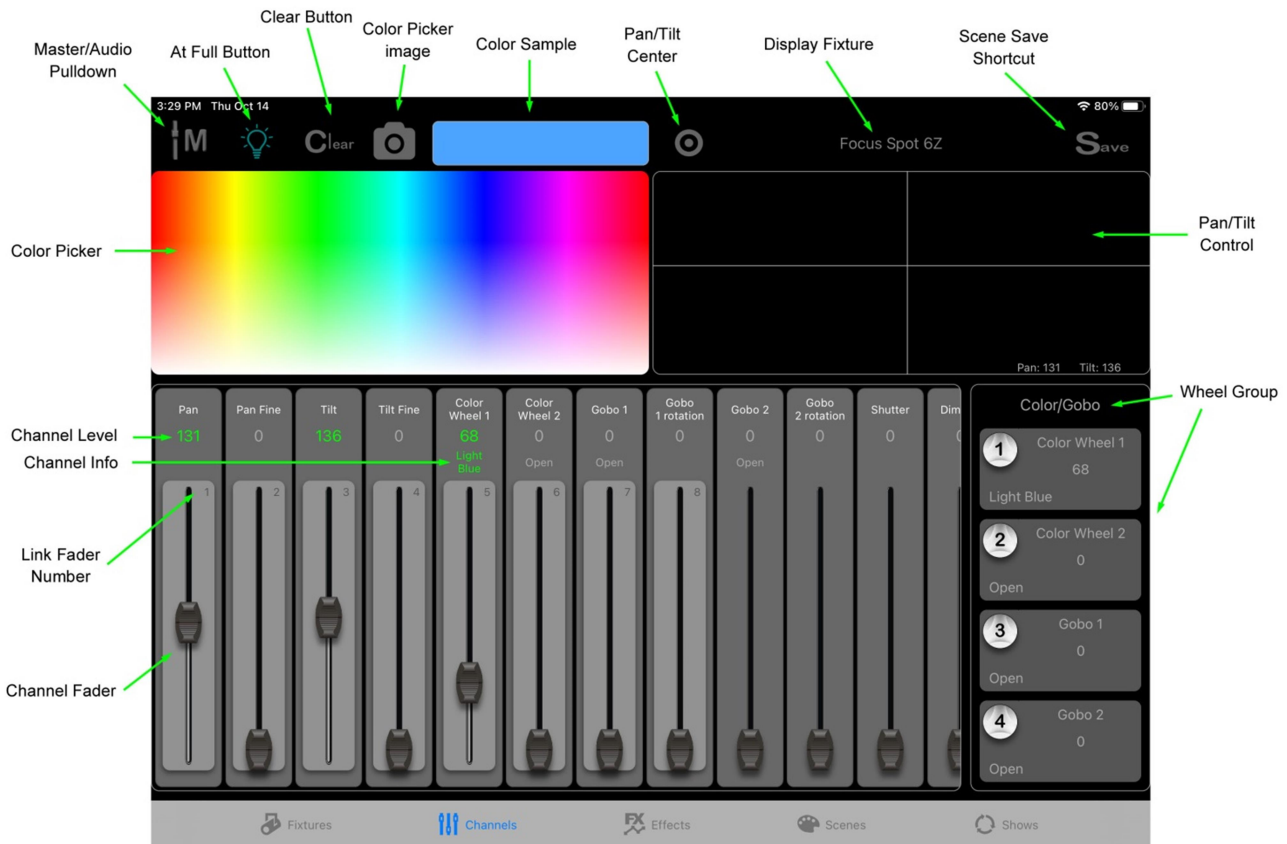 Clear Button
Master/Audio
Pulldown
At Full Button
Color Picker
image
Color Sample
Pan/Tilt
Center
Display Fixture
Scene Save
Shortcut
3:29 PM Thu Oct 14
80%
M
Clear
Focus Spot 6Z
Save
Color Picker
Pan/Tilt
Control
Pan: 131 Tilt: 136
Channel Level
Channel Info
Link Fader
Number
Channel Fader
Pan
131
1
Pan Fine
0
2
Tilt
136
3
Tilt Fine
0
4
Color
Wheel 1
68
Light
Blue
5
Color
Wheel 2
0
Open
6
Gobo 1
0
Open
7
Gobo
1 rotation
0
8
Gobo 2
0
Open
Gobo
2 rotation
0
Shutter
0
Dim
0
Wheel Group
Color/Gobo
1
Color Wheel 1
68
Light Blue
2
Color Wheel 2
0
Open
3
Gobo 1
0
Open
4
Gobo 2
0
Open
Fixtures
Channels
FX
Effects
Scenes
Shows